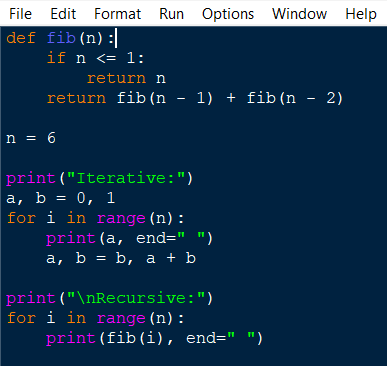 File Edit Format Run Options Window Help
def fib(n):
    if n <= 1:
        return n
    return fib(n - 1) + fib(n - 2)

n = 6

print("Iterative:")
a, b = 0, 1
for i in range(n):
    print(a, end=" ")
    a, b = b, a + b

print("\nRecursive:")
for i in range(n):
    print(fib(i), end=" ")